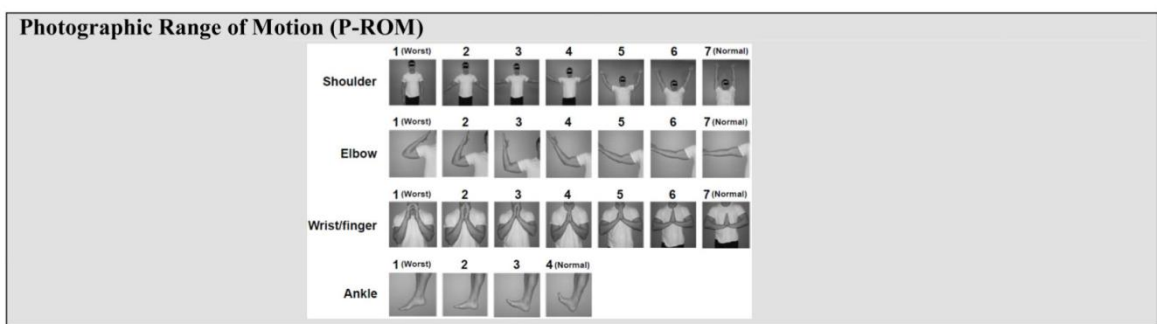 Photographic Range of Motion (P-ROM)
1 (Worst) 2 3 4 5 6 7 (Normal)
Shoulder
1 (Worst) 2 3 4 5 6 7 (Normal)
Elbow
1 (Worst) 2 3 4 5 6 7 (Normal)
Wrist/finger
1 (Worst) 2 3 4 (Normal)
Ankle